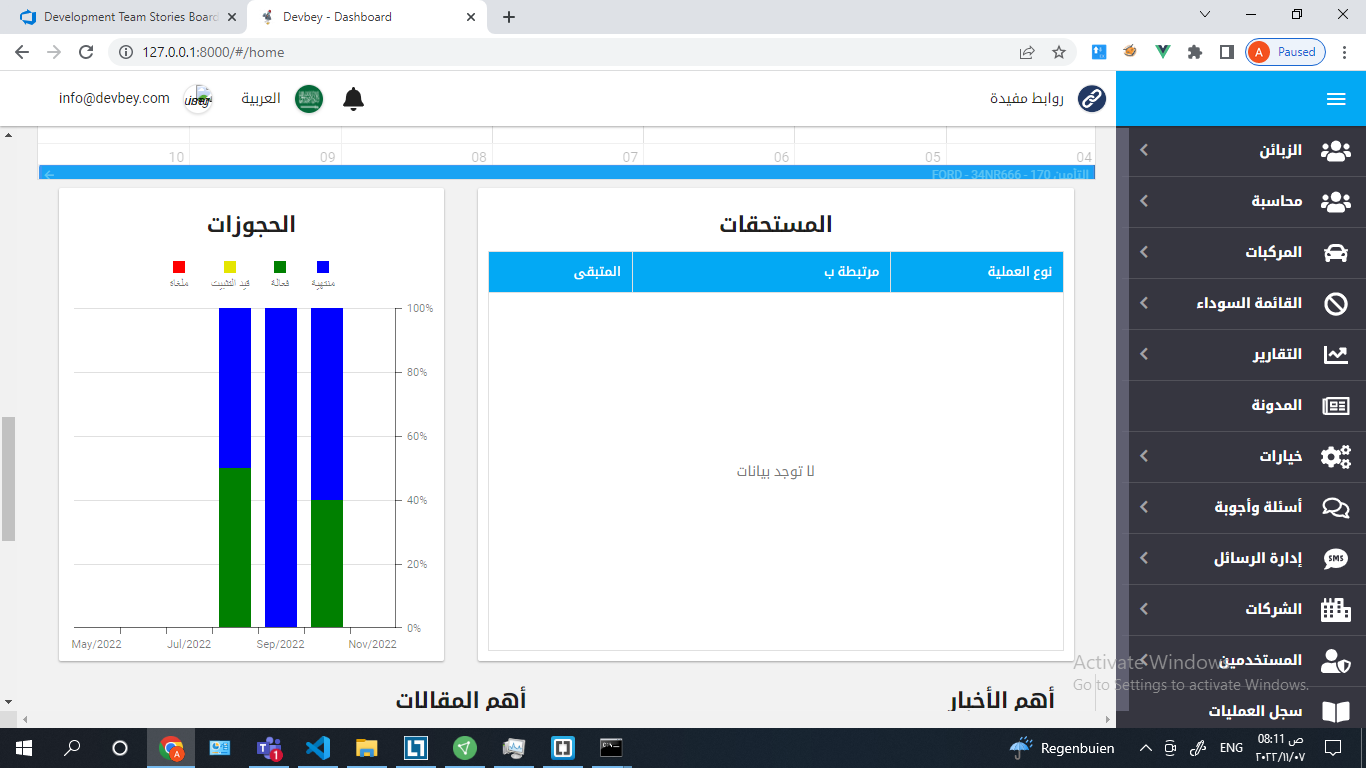 Development Team Stories Board
Devbey - Dashboard
127.0.0.1:8000/#/home
A Paused
info@devbey.com
العربية
روابط مفيدة
10 09 08 07 06 05 04
التأمين FORD - 34NR666 - 170
الحجوزات
ملغاة
قيد التثبيت
فعالة
منتهية
100%
80%
60%
40%
20%
0%
May/2022 Jul/2022 Sep/2022 Nov/2022
المستحقات
نوع العملية
مرتبطة ب
المتبقى
لا توجد بيانات
أهم الأخبار
أهم المقالات
الزبائن
محاسبة
المركبات
القائمة السوداء
التقارير
المدونة
خيارات
أسئلة وأجوبة
SMS
إدارة الرسائل
الشركات
المستخدمين
سجل العمليات
Activate Windows
Go to Settings to activate Windows.
A
1
Regenbuien
ENG
08:11 ص
٢٠٢٢/١١/٠٧